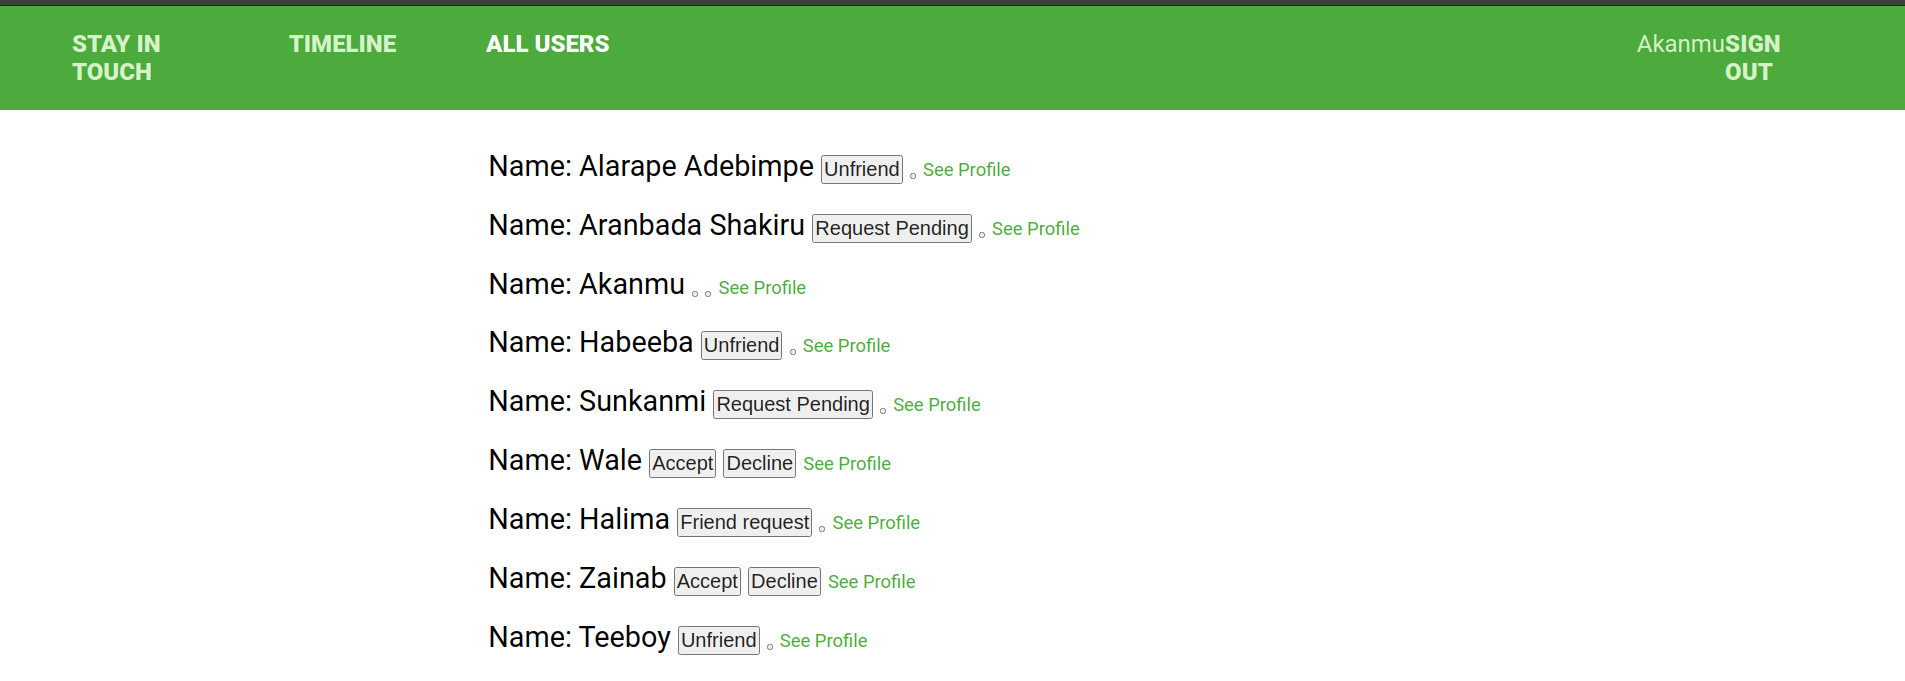 STAY IN TOUCH
TIMELINE
ALL USERS
Akanmu SIGN OUT
Name: Alarape Adebimpe Unfriend See Profile
Name: Aranbada Shakiru Request Pending See Profile
Name: Akanmu See Profile
Name: Habeeba Unfriend See Profile
Name: Sunkanmi Request Pending See Profile
Name: Wale Accept Decline See Profile
Name: Halima Friend request See Profile
Name: Zainab Accept Decline See Profile
Name: Teeboy Unfriend See Profile